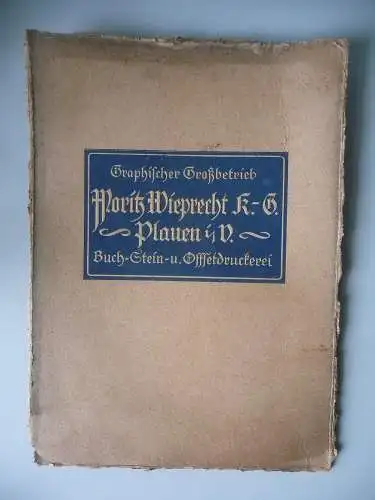 Graphischer Großbetrieb
Moritz Wieprecht K.-G.
Plauen i, V.
Buch-Stein-u. Offsetdruckerei